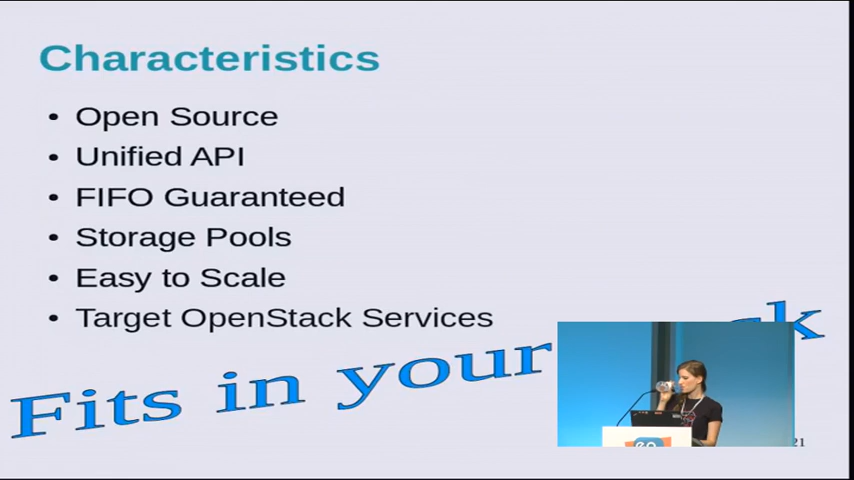 Characteristics
• Open Source
• Unified API
• FIFO Guaranteed
• Storage Pools
• Easy to Scale
• Target OpenStack Services
Fits in your
21